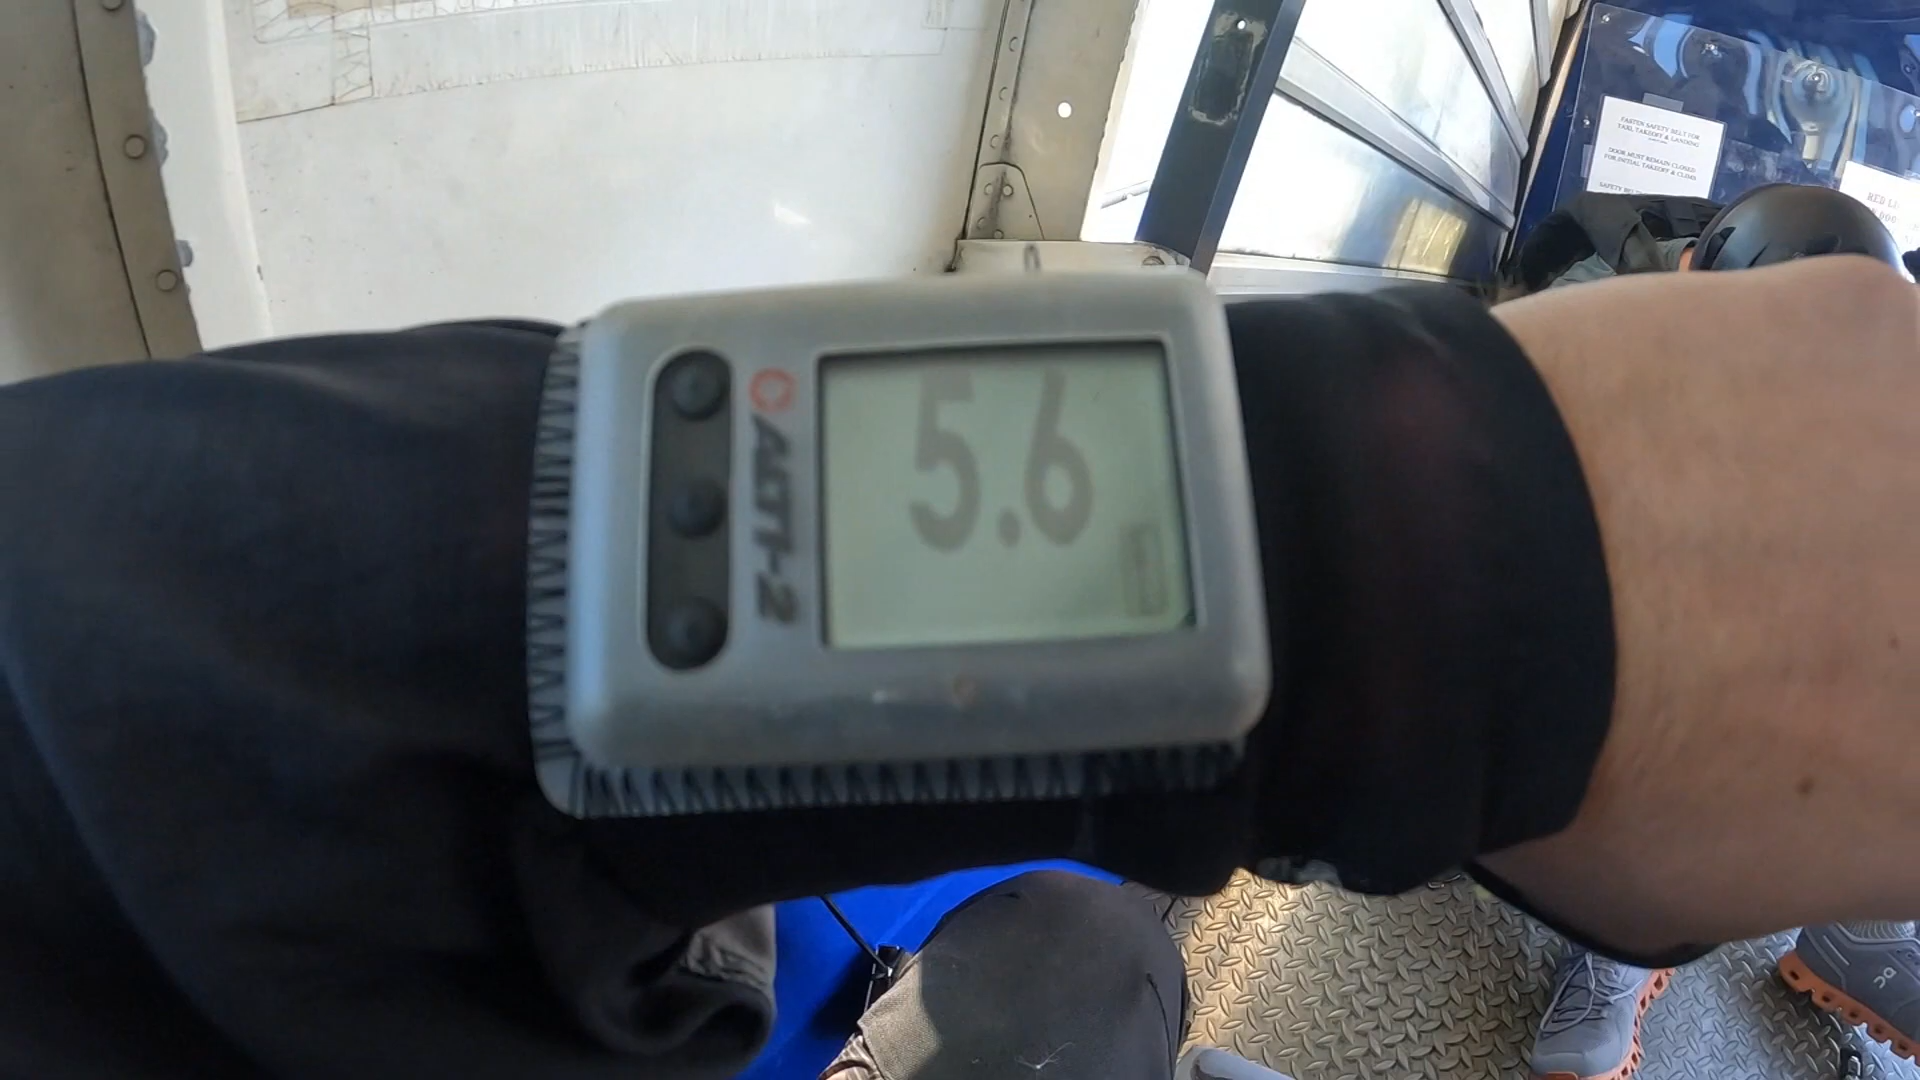 5.6
ALTI-2
FASTEN SAFETY BELT FOR
TAXI, TAKEOFF & LANDING
DOOR MUST REMAIN CLOSED
FOR INITIAL TAKEOFF & CLIMB
RED